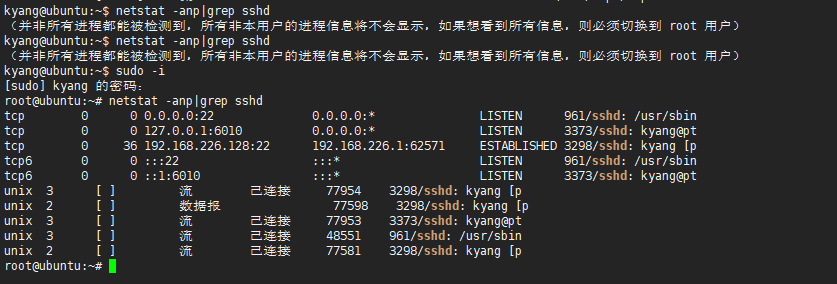 kyang@ubuntu:~$ netstat -anp|grep sshd
（并非所有进程都能被检测到，所有非本用户的进程信息将不会显示，如果想看到所有信息，则必须切换到 root 用户）
kyang@ubuntu:~$ netstat -anp|grep sshd
（并非所有进程都能被检测到，所有非本用户的进程信息将不会显示，如果想看到所有信息，则必须切换到 root 用户）
kyang@ubuntu:~$ sudo -i
[sudo] kyang 的密码：
root@ubuntu:~# netstat -anp|grep sshd
tcp 0 0 0.0.0.0:22 0.0.0.0:* LISTEN 961/sshd: /usr/sbin
tcp 0 0 127.0.0.1:6010 0.0.0.0:* LISTEN 3373/sshd: kyang@pt
tcp 0 36 192.168.226.128:22 192.168.226.1:62571 ESTABLISHED 3298/sshd: kyang [p
tcp6 0 0 :::22 :::* LISTEN 961/sshd: /usr/sbin
tcp6 0 0 ::1:6010 :::* LISTEN 3373/sshd: kyang@pt
unix 3 [ ] 流 已连接 77954 3298/sshd: kyang [p
unix 2 [ ] 数据报 77598 3298/sshd: kyang [p
unix 3 [ ] 流 已连接 77953 3373/sshd: kyang@pt
unix 3 [ ] 流 已连接 48551 961/sshd: /usr/sbin
unix 2 [ ] 流 已连接 77581 3298/sshd: kyang [p
root@ubuntu:~#